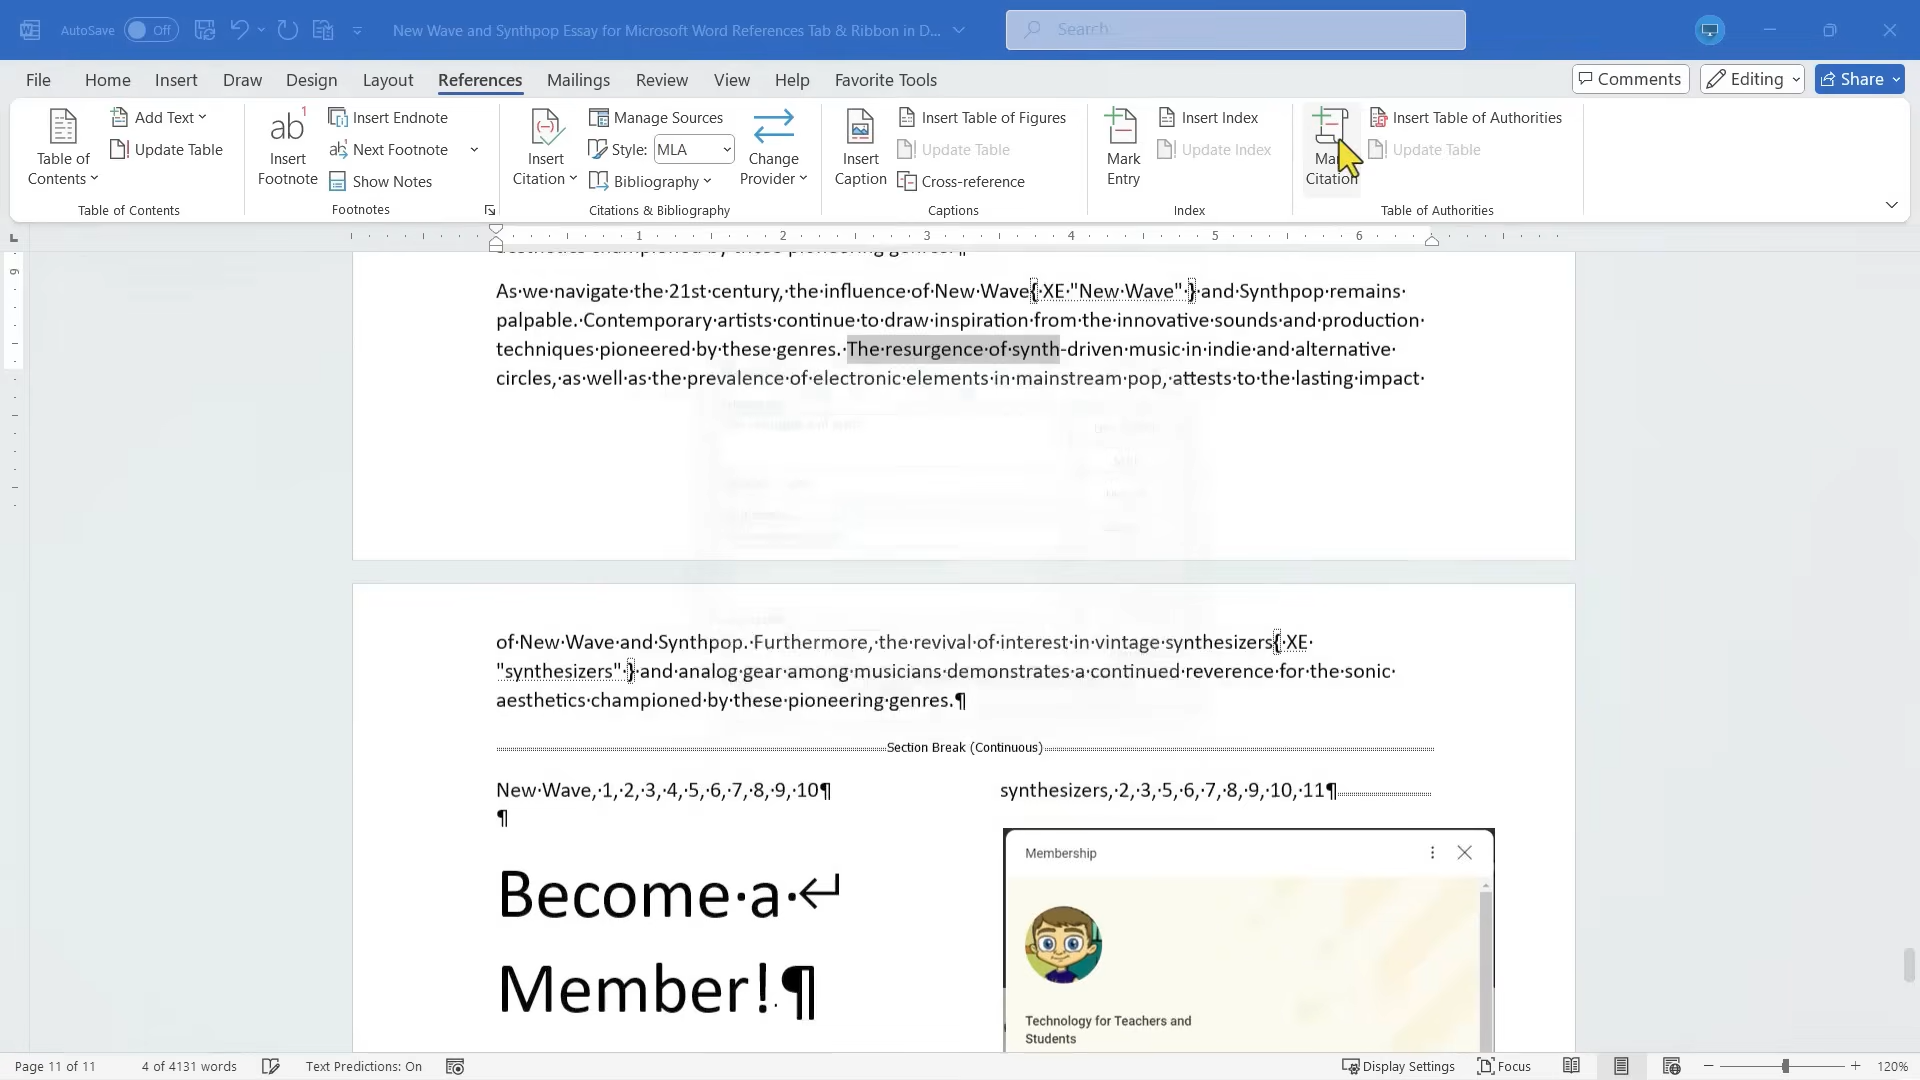 AutoSave Off New Wave and Synthpop Essay for Microsoft Word References Tab & Ribbon in D... Search...
File Home Insert Draw Design Layout References Mailings Review View Help Favorite Tools Comments Editing Share
Table of Contents
Add Text
Update Table
Table of Contents
ab 1
Insert Footnote
Insert Endnote
ab Next Footnote
Show Notes
Footnotes
Insert Citation
Manage Sources
Style: MLA
Bibliography
Change Provider
Citations & Bibliography
Insert Caption
Insert Table of Figures
Update Table
Cross-reference
Captions
Mark Entry
Insert Index
Update Index
Index
Citation
Insert Table of Authorities
Update Table
Table of Authorities
1 2 3 4 5 6
9
As·we·navigate·the·21st·century,·the·influence·of·New·Wave{·XE·"New·Wave"·}·and·Synthpop·remains·
palpable.·Contemporary·artists·continue·to·draw·inspiration·from·the·innovative·sounds·and·production·
techniques·pioneered·by·these·genres.·The·resurgence·of·synth-driven·music·in·indie·and·alternative·
circles,·as·well·as·the·prevalence·of·electronic·elements·in·mainstream·pop,·attests·to·the·lasting·impact·
of·New·Wave·and·Synthpop.·Furthermore,·the·revival·of·interest·in·vintage·synthesizers{·XE·
"synthesizers"·}·and·analog·gear·among·musicians·demonstrates·a·continued·reverence·for·the·sonic·
aesthetics·championed·by·these·pioneering·genres.¶
Section Break (Continuous)
New·Wave,·1,·2,·3,·4,·5,·6,·7,·8,·9,·10¶
¶
synthesizers,·2,·3,·5,·6,·7,·8,·9,·10,·11¶
Become·a·↵
Member!¶
Membership
Technology for Teachers and
Students
Page 11 of 11 4 of 4131 words Text Predictions: On Display Settings Focus 120%